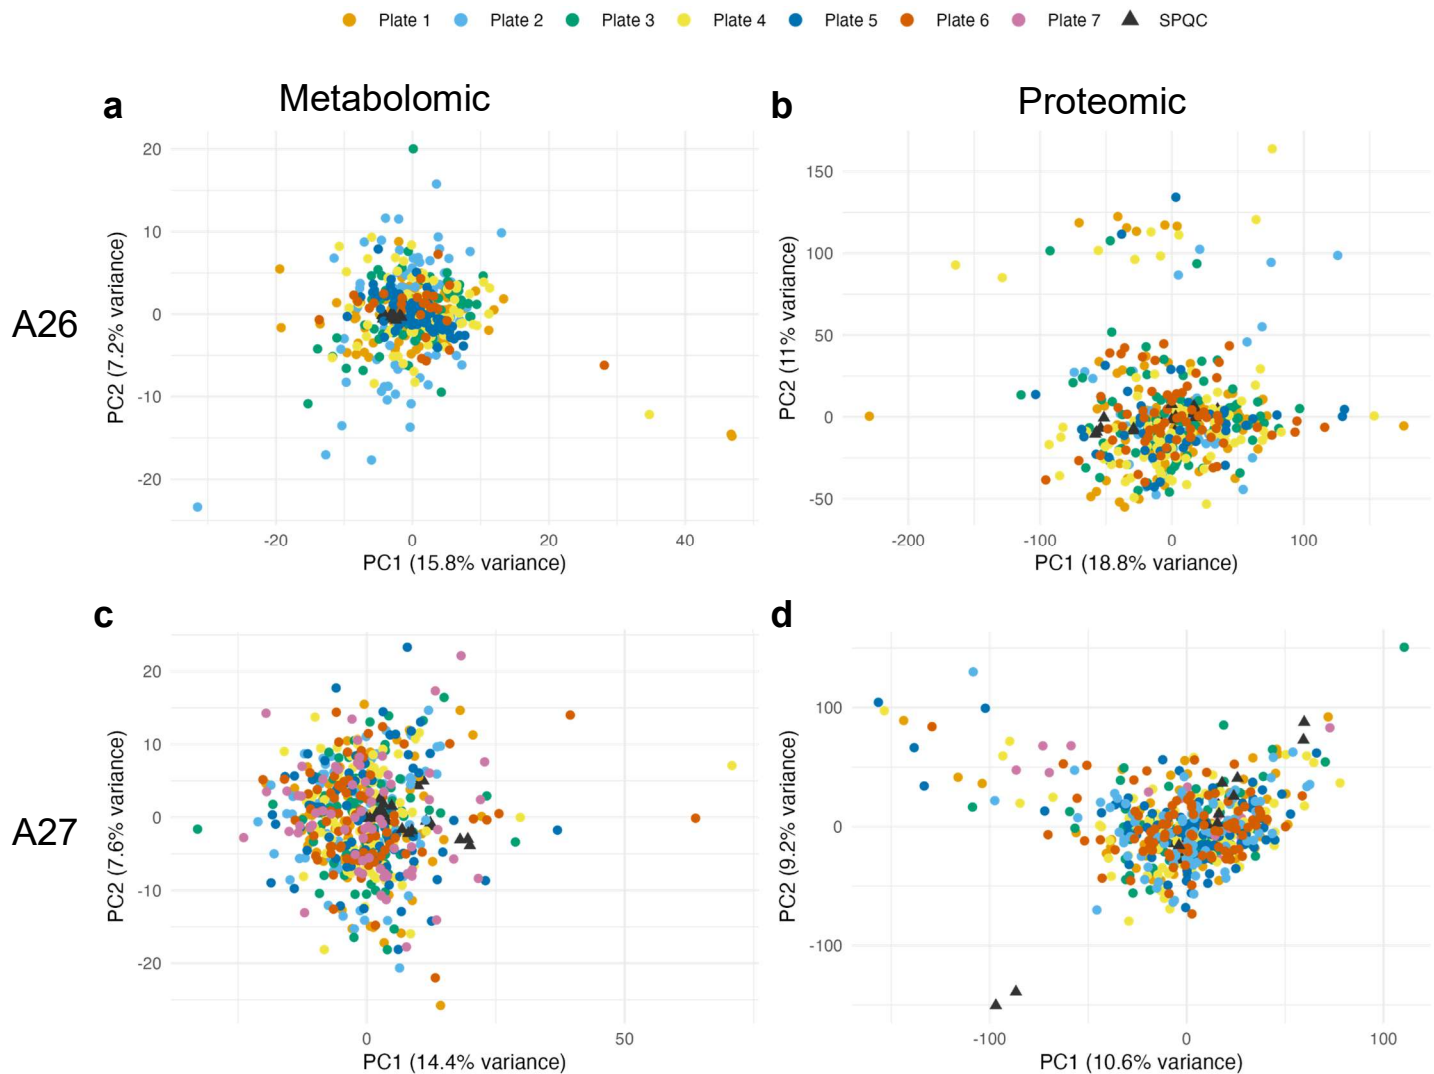 Plate 1 Plate 2 Plate 3 Plate 4 Plate 5 Plate 6 Plate 7 SPQC
a Metabolomic b Proteomic
A26
PC2 (7.2% variance)
20
10
0
-10
-20
-20 0 20 40
PC1 (15.8% variance)
PC2 (11% variance)
150
100
50
0
-50
-200 -100 0 100
PC1 (18.8% variance)
c d
A27
PC2 (7.6% variance)
20
10
0
-10
-20
0 50
PC1 (14.4% variance)
PC2 (9.2% variance)
100
0
-100
-100 0 100
PC1 (10.6% variance)